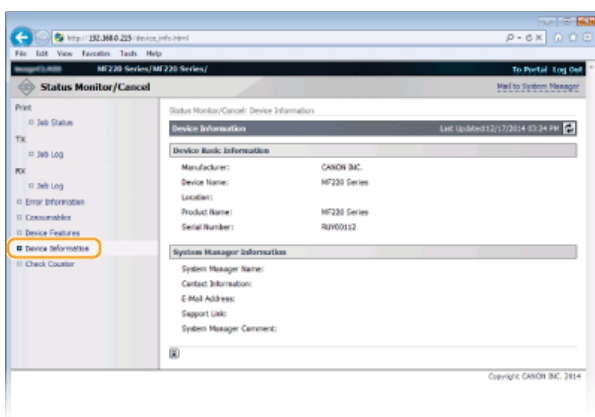 http://192.168.0.215/device_info.html
File Edit View Favorites Tools Help
MF220 Series/MF220 Series/
To Portal Log Out
Status Monitor/Cancel
Mail to System Manager
Print
Job Status
TX
Job Log
RX
Job Log
Error Information
Consumables
Device Features
Device Information
Check Counter
Status Monitor/Cancel: Device Information
Device Information
Last Updated:12/17/2014 03:24 PM
Device Basic Information
Manufacturer: CANON INC.
Device Name: MF220 Series
Location:
Product Name: MF220 Series
Serial Number: RUY00112
System Manager Information
System Manager Name:
Contact Information:
E-Mail Address:
Support Link:
System Manager Comment:
Copyright CANON INC. 2014